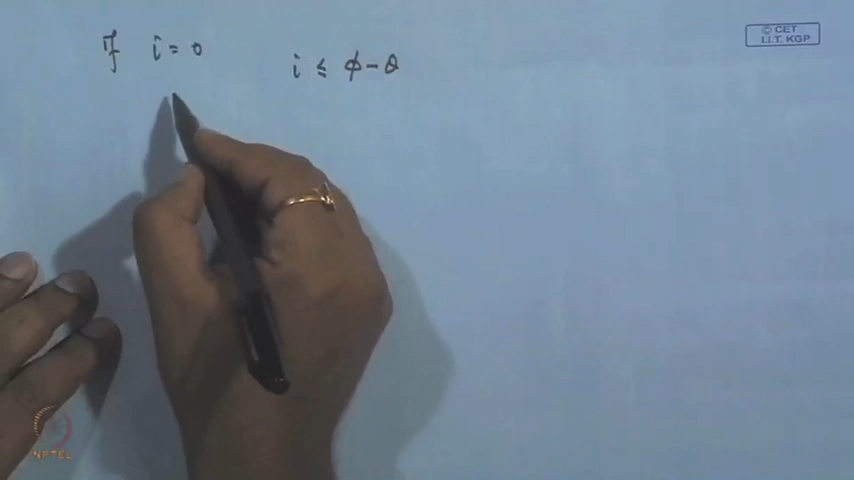 If i = 0 i ≤ φ - θ
© CET
I.I.T. KGP
NPTEL